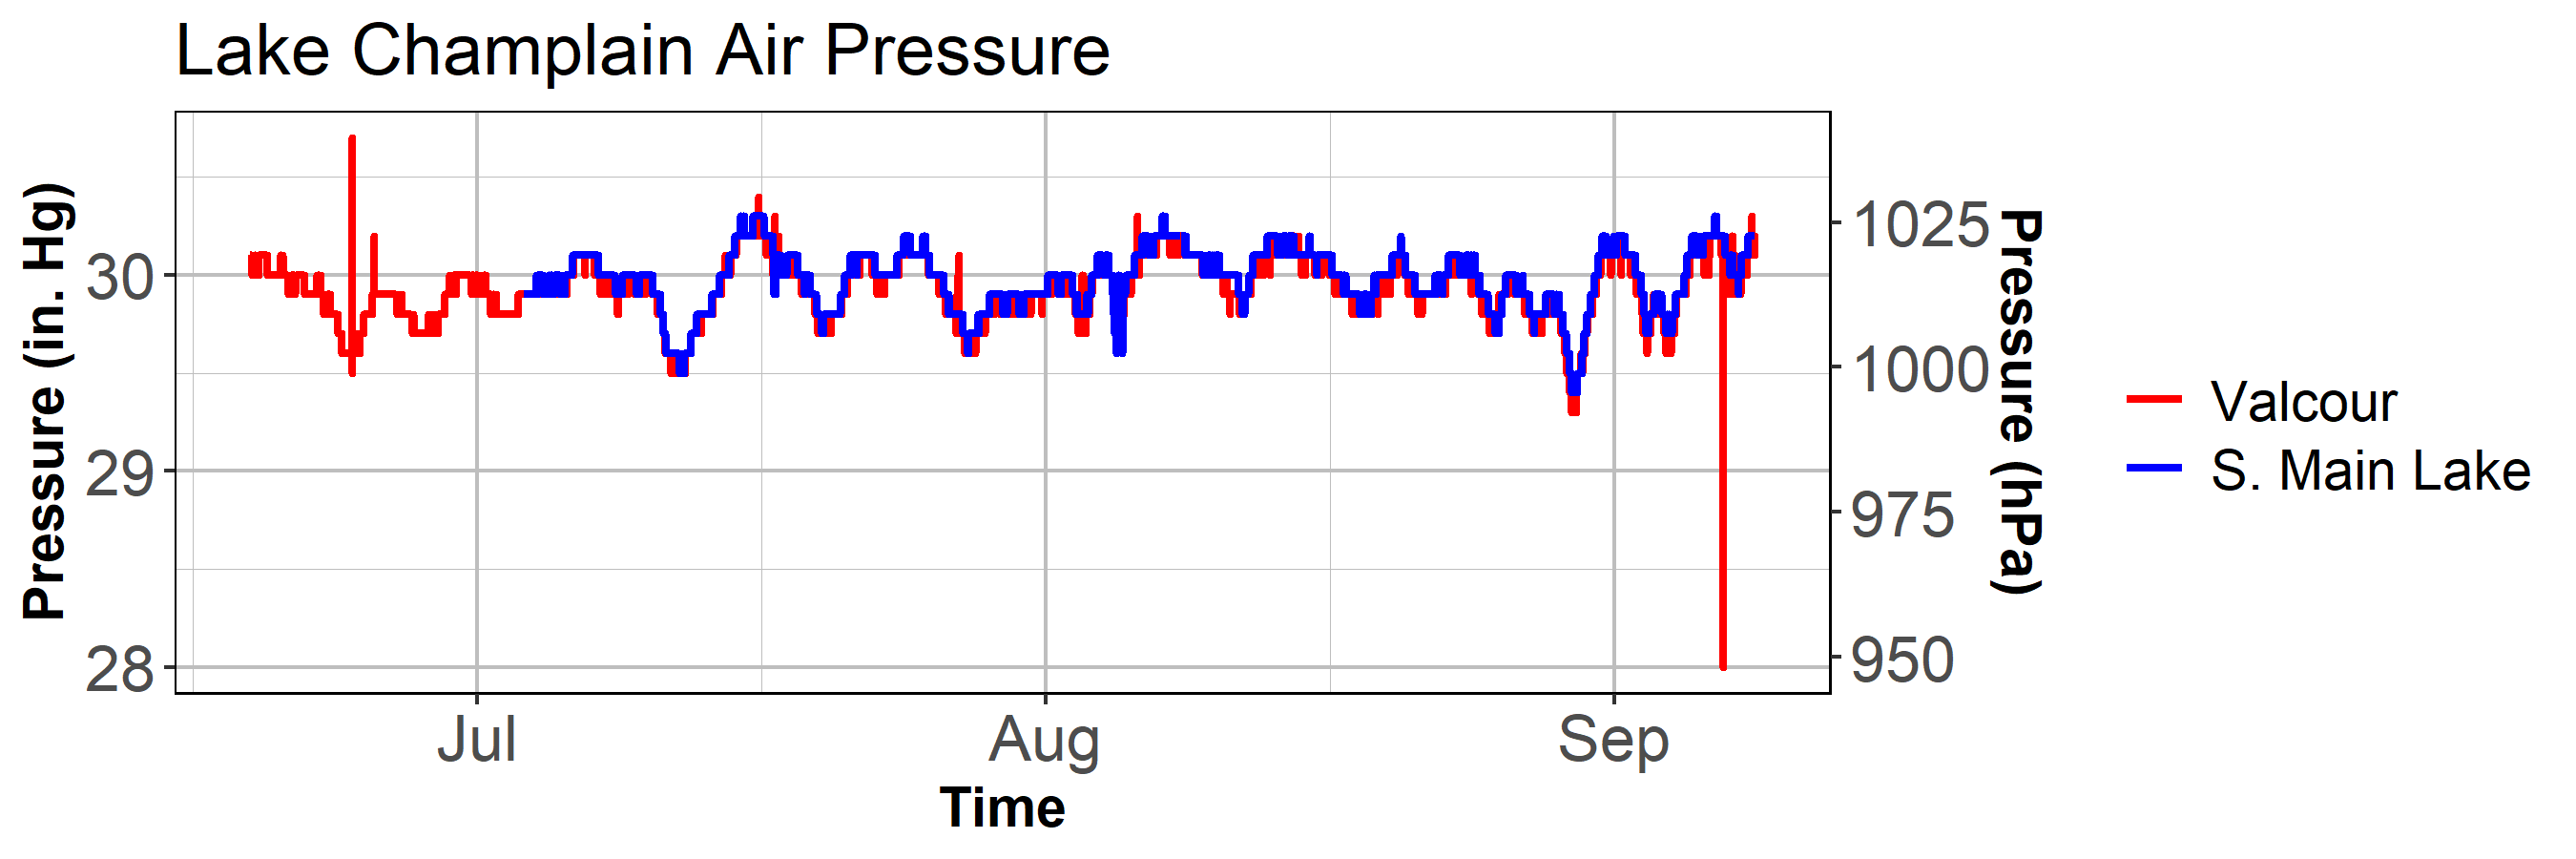 Lake Champlain Air Pressure
Pressure (in. Hg)
30
29
28
1025
1000
975
950
Pressure (hPa)
Jul
Aug
Sep
Time
Valcour
S. Main Lake